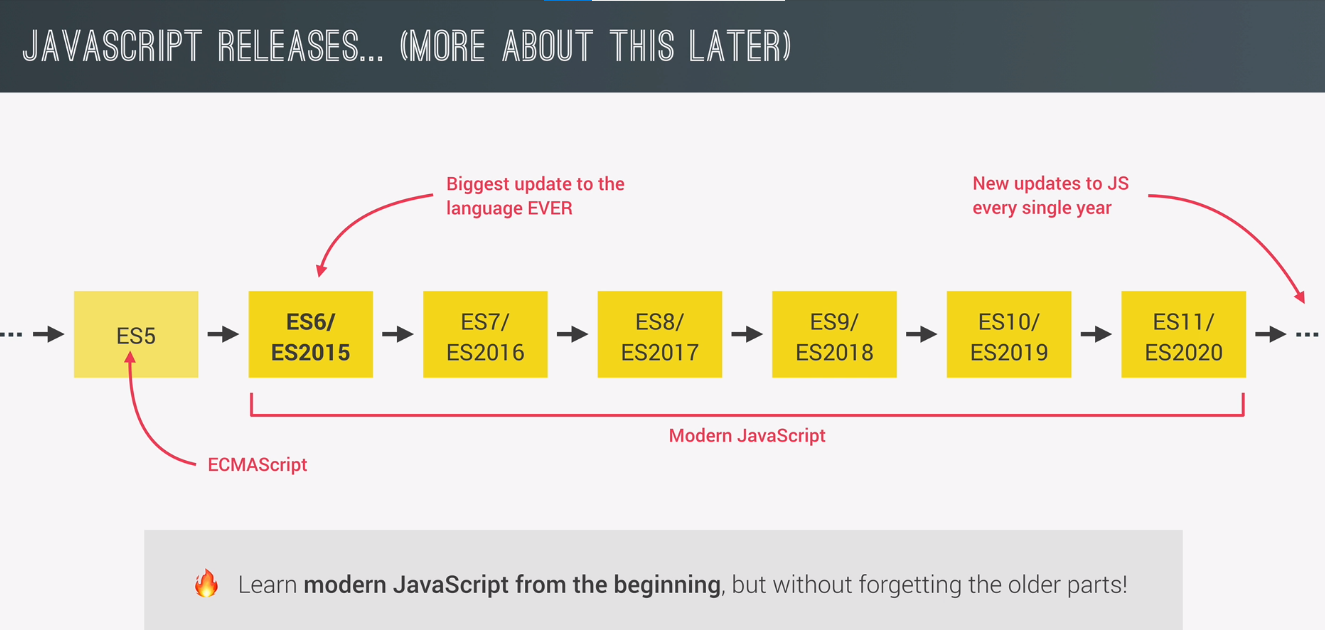 JAVASCRIPT RELEASES... (MORE ABOUT THIS LATER)
Biggest update to the
language EVER
New updates to JS
every single year
... ES5
ES6/
ES2015
ES7/
ES2016
ES8/
ES2017
ES9/
ES2018
ES10/
ES2019
ES11/
ES2020
...
Modern JavaScript
ECMAScript
🔥 Learn modern JavaScript from the beginning, but without forgetting the older parts!